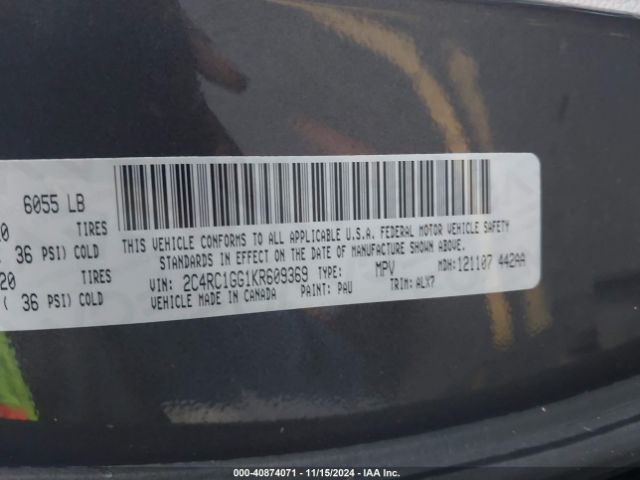 6055 LB
20 TIRES
36 PSI) COLD
20 TIRES
( 36 PSI) COLD
THIS VEHICLE CONFORMS TO ALL APPLICABLE U.S.A. FEDERAL MOTOR VEHICLE SAFETY
STANDARDS IN EFFECT ON THE DATE OF MANUFACTURE SHOWN ABOVE.
VIN: 2C4RC1GG1KR609369 TYPE: MPV MDH:121107 442AA
VEHICLE MADE IN CANADA PAINT: PAU TRIM: ALX7
000-40874071 - 11/15/2024 - IAA Inc.